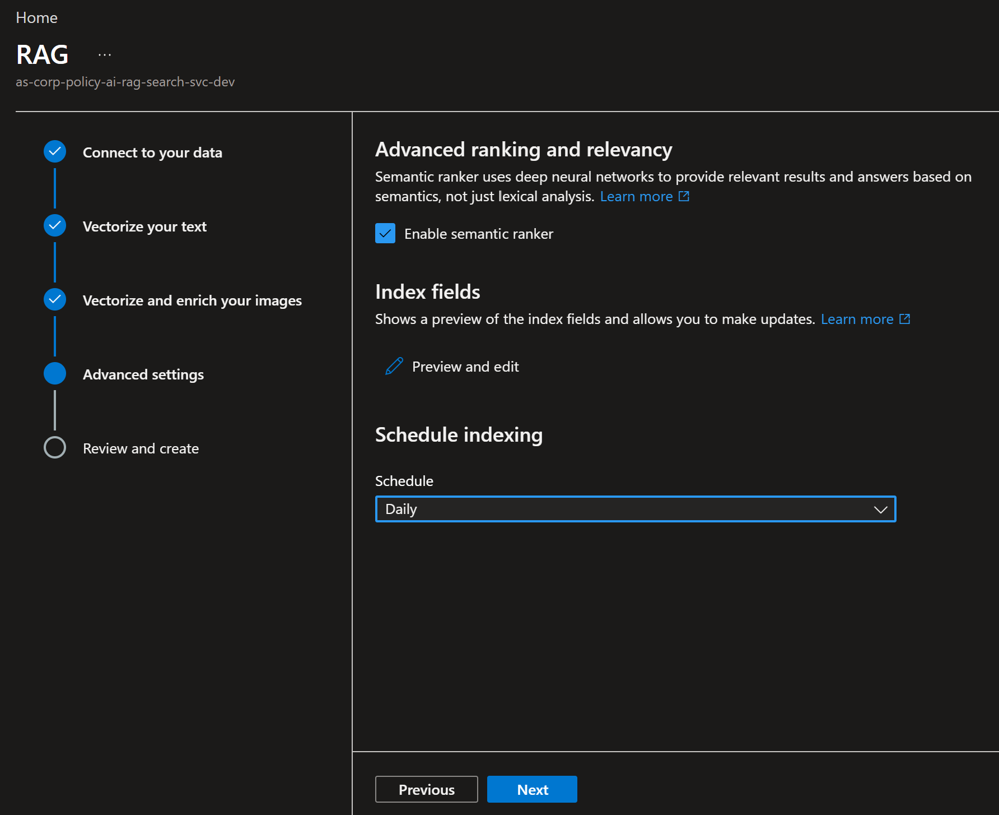 Home
RAG
...
as-corp-policy-ai-rag-search-svc-dev
Connect to your data
Vectorize your text
Vectorize and enrich your images
Advanced settings
Review and create
Advanced ranking and relevancy
Semantic ranker uses deep neural networks to provide relevant results and answers based on
semantics, not just lexical analysis. Learn more
Enable semantic ranker
Index fields
Shows a preview of the index fields and allows you to make updates. Learn more
Preview and edit
Schedule indexing
Schedule
Daily
Previous
Next